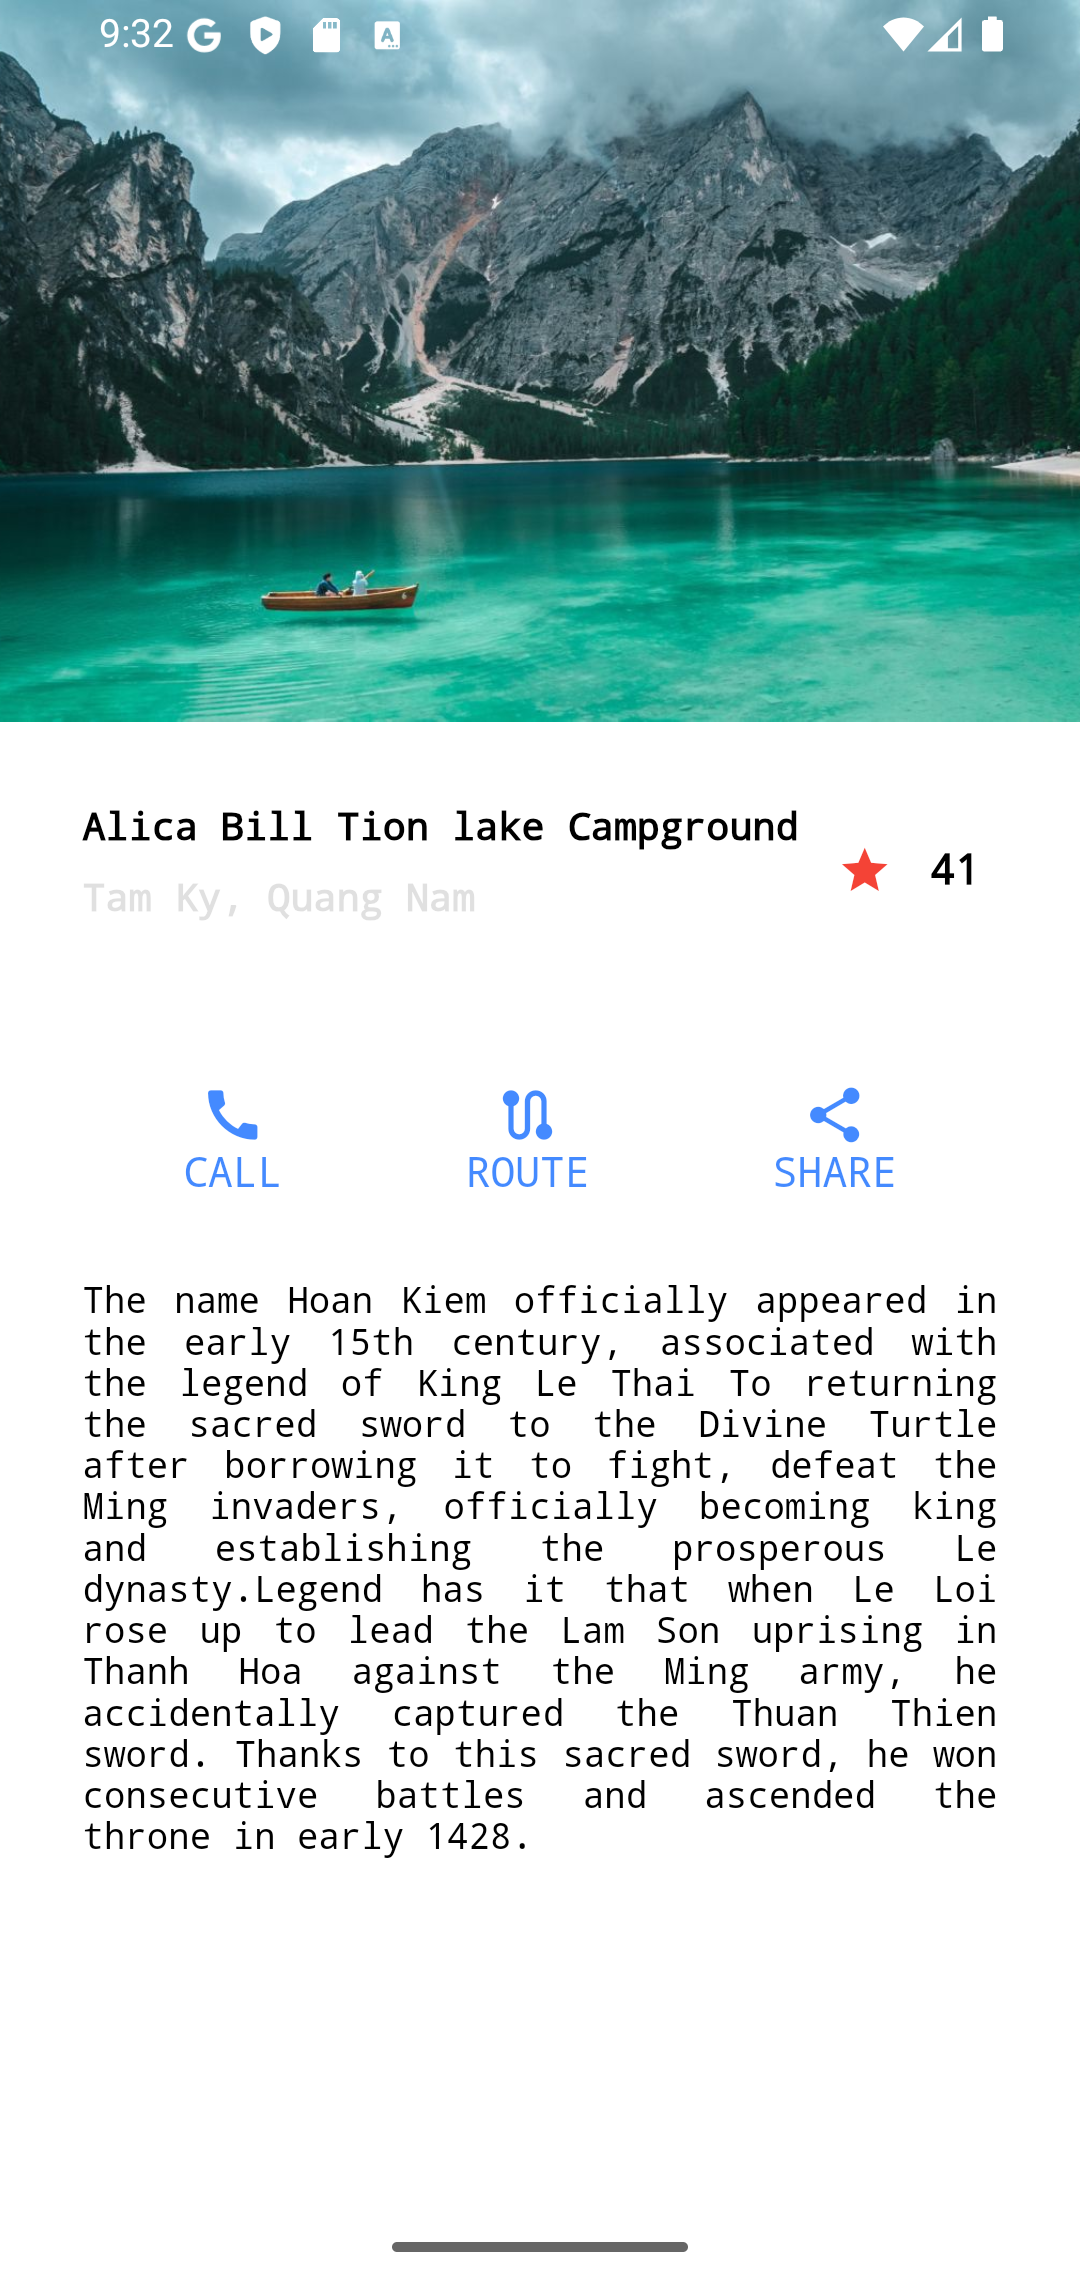 9:32
Alica Bill Tion lake Campground
Tam Ky, Quang Nam
41
CALL
ROUTE
SHARE
The name Hoan Kiem officially appeared in
the early 15th century, associated with
the legend of King Le Thai To returning
the sacred sword to the Divine Turtle
after borrowing it to fight, defeat the
Ming invaders, officially becoming king
and establishing the prosperous Le
dynasty.Legend has it that when Le Loi
rose up to lead the Lam Son uprising in
Thanh Hoa against the Ming army, he
accidentally captured the Thuan Thien
sword. Thanks to this sacred sword, he won
consecutive battles and ascended the
throne in early 1428.